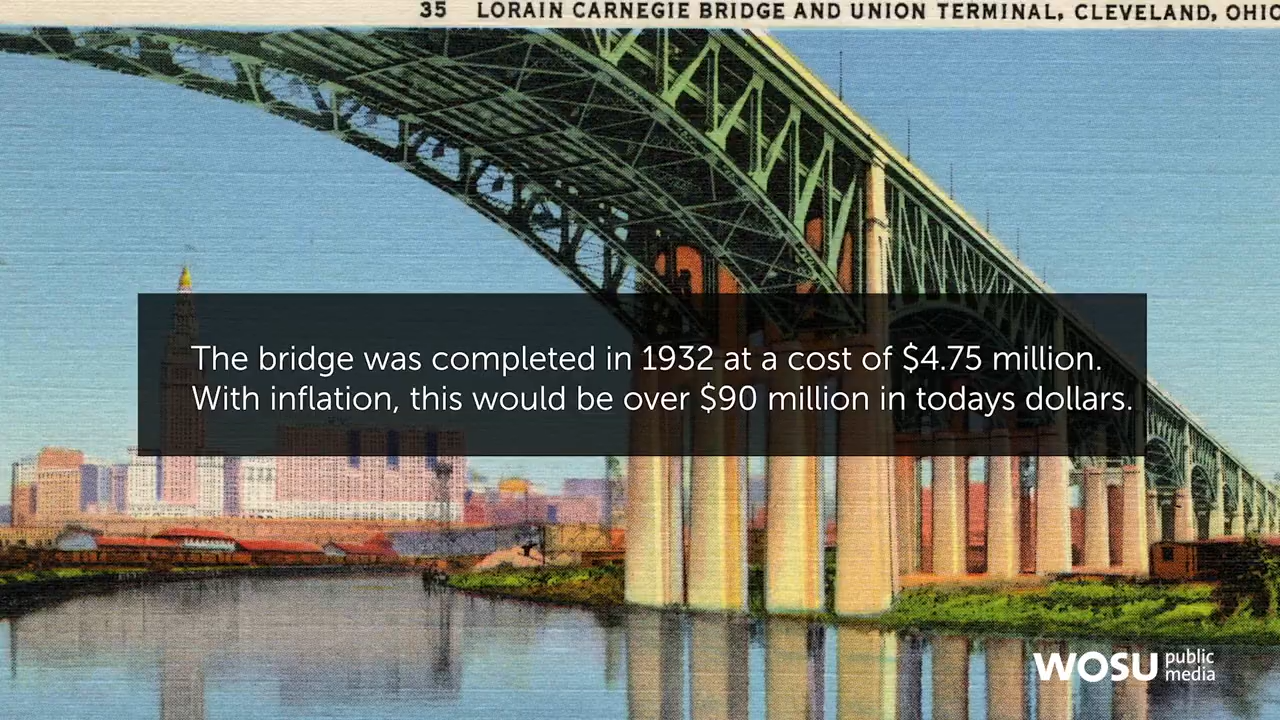 35 LORAIN CARNEGIE BRIDGE AND UNION TERMINAL, CLEVELAND, OHIO
The bridge was completed in 1932 at a cost of $4.75 million.
With inflation, this would be over $90 million in todays dollars.
WOSU public
media